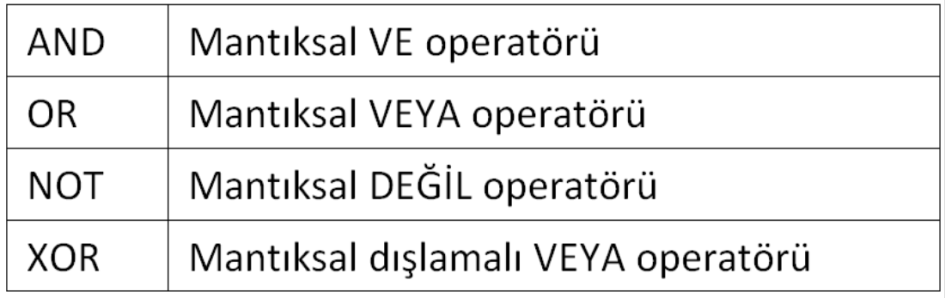 AND Mantıksal VE operatörü
OR Mantıksal VEYA operatörü
NOT Mantıksal DEĞİL operatörü
XOR Mantıksal dışlamalı VEYA operatörü